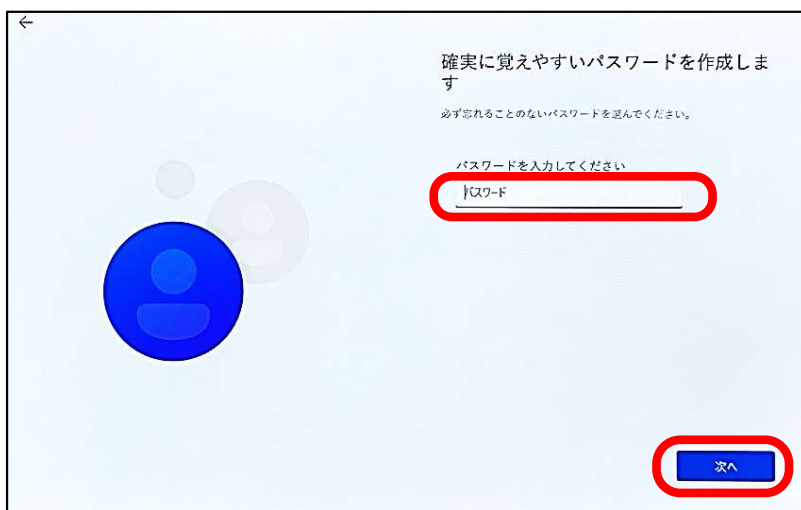 確実に覚えやすいパスワードを作成しま
す
必ず忘れることのないパスワードを選んでください。
パスワードを入力してください
パスワード
次へ